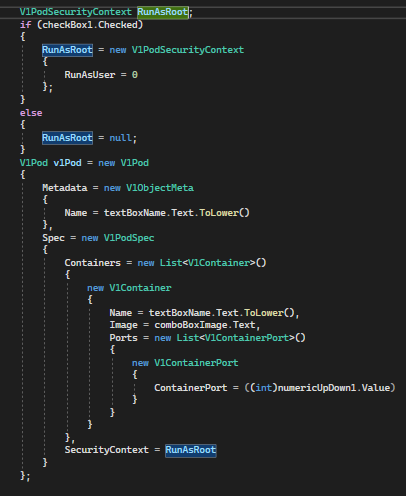 V1PodSecurityContext RunAsRoot;
if (checkBox1.Checked)
{
    RunAsRoot = new V1PodSecurityContext
    {
        RunAsUser = 0
    };
}
else
{
    RunAsRoot = null;
}
V1Pod v1Pod = new V1Pod
{
    Metadata = new V1ObjectMeta
    {
        Name = textBoxName.Text.ToLower()
    },
    Spec = new V1PodSpec
    {
        Containers = new List<V1Container>()
        {
            new V1Container
            {
                Name = textBoxName.Text.ToLower(),
                Image = comboBoxImage.Text,
                Ports = new List<V1ContainerPort>()
                {
                    new V1ContainerPort
                    {
                        ContainerPort = ((int)numericUpDown1.Value)
                    }
                }
            }
        },
        SecurityContext = RunAsRoot
    }
};